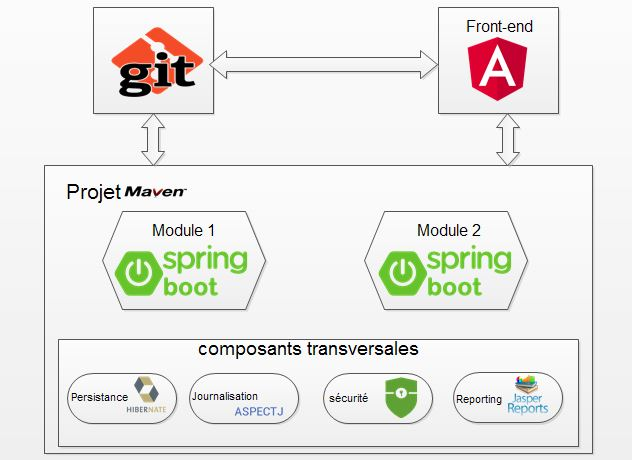 git
Front-end
A
Projet Maven
Module 1
spring
boot
Module 2
spring
boot
composants transversales
Persistance
HIBERNATE
Journalisation
ASPECTJ
sécurité
Reporting
Jasper
Reports